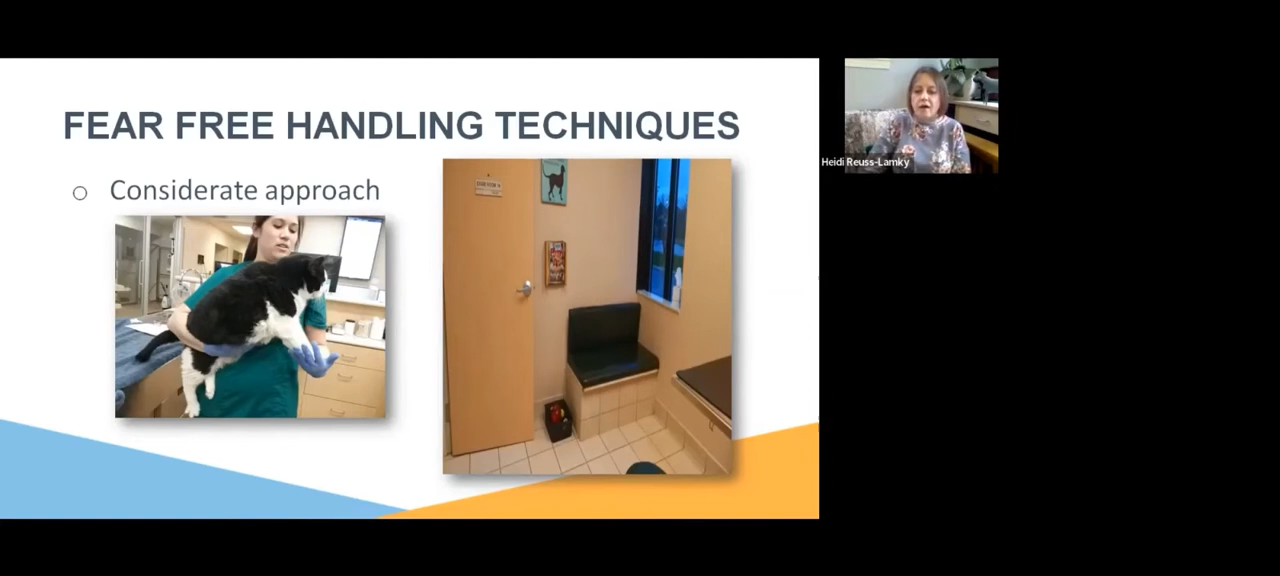 FEAR FREE HANDLING TECHNIQUES
Considerate approach
Heidi Reuss-Lamky